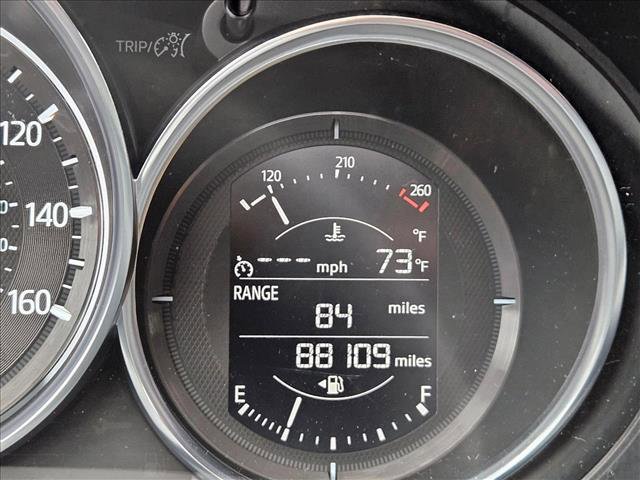 TRIP/
120
140
160
120 210 260
°F
--- mph 73°F
RANGE
84 miles
88109 miles
E F